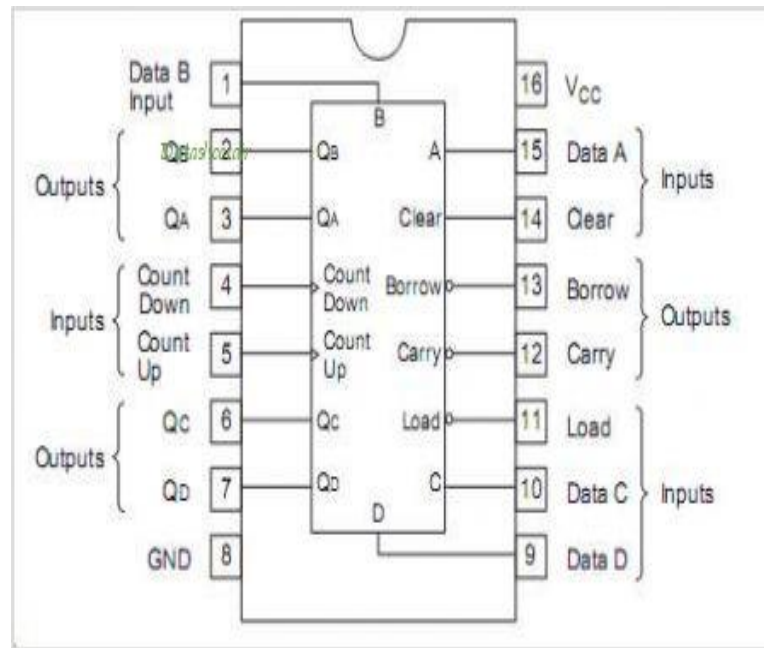 Data B
Input
1
B
16
VCC
Outputs
2
QB
A
15
Data A
Inputs
QA
3
QA
Clear
14
Clear
Inputs
Count
Down
4
Count
Down
Borrow
13
Borrow
Outputs
Count
Up
5
Count
Up
Carry
12
Carry
Outputs
QC
6
QC
Load
11
Load
Inputs
QD
7
QD
C
10
Data C
D
GND
8
9
Data D